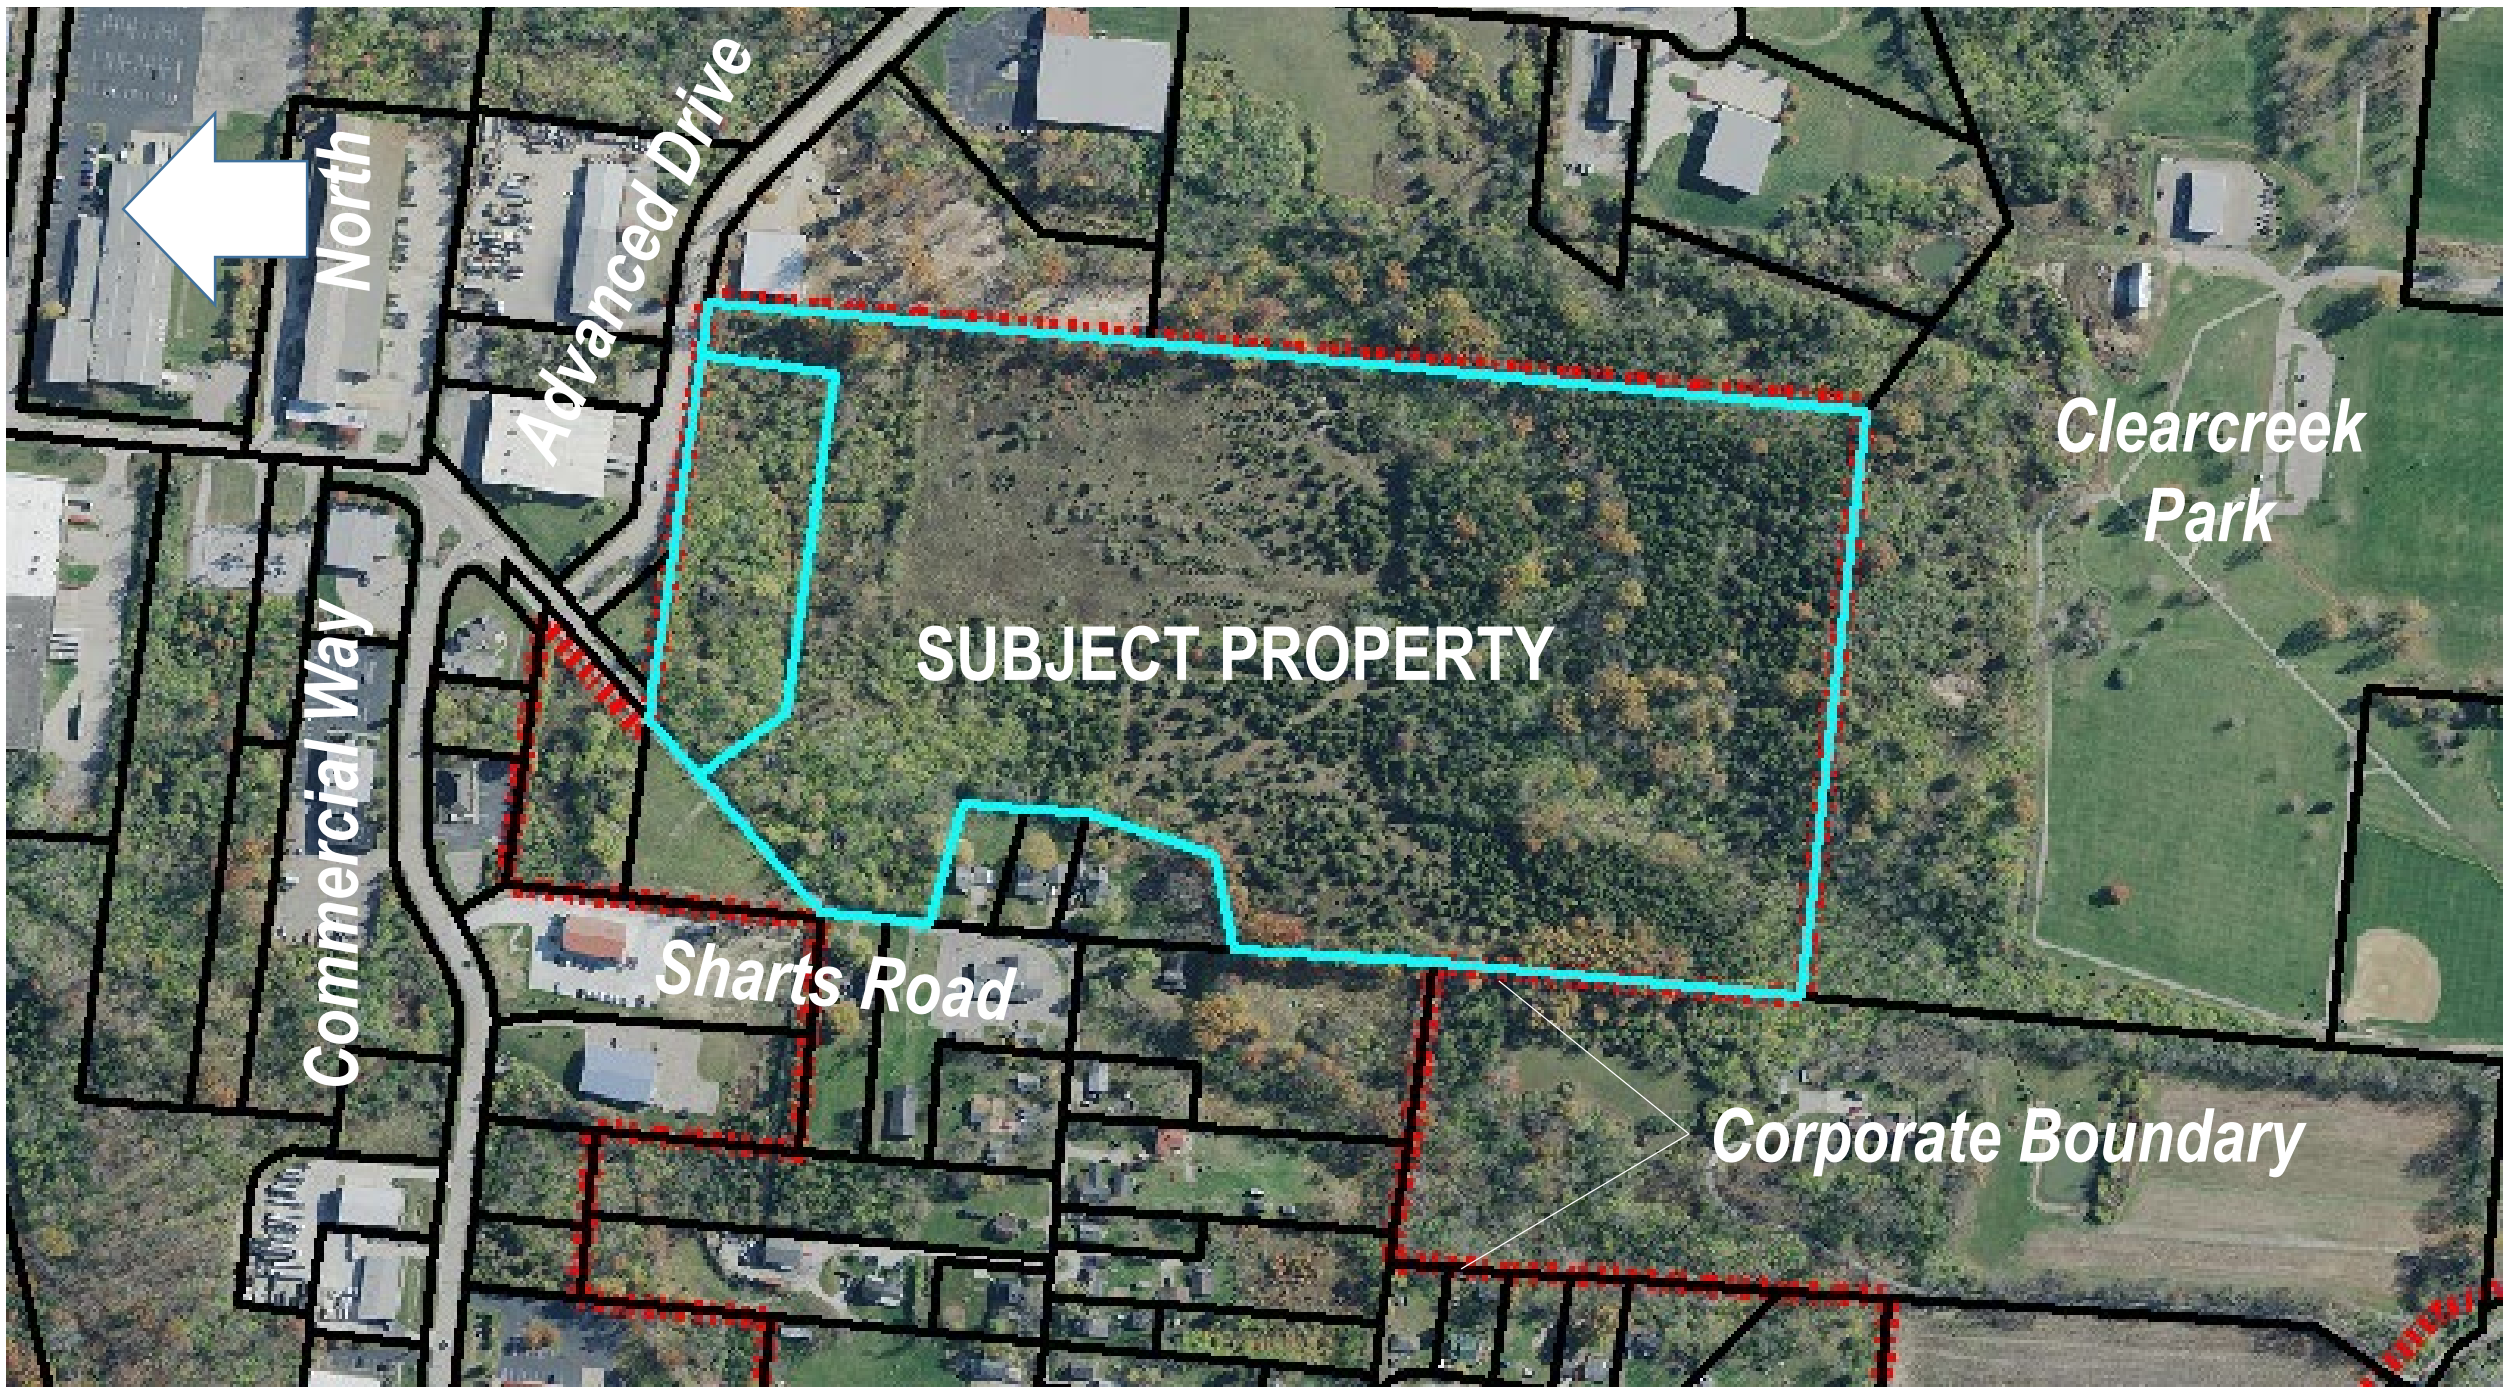 North
Advanced Drive
Clearcreek
Park
SUBJECT PROPERTY
Commercial Way
Sharts Road
Corporate Boundary